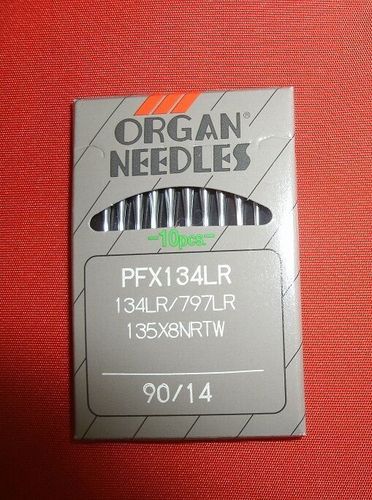 ORGAN®
NEEDLES
-10pcs-
PFX134LR
134LR/797LR
135X8NRTW
90/14